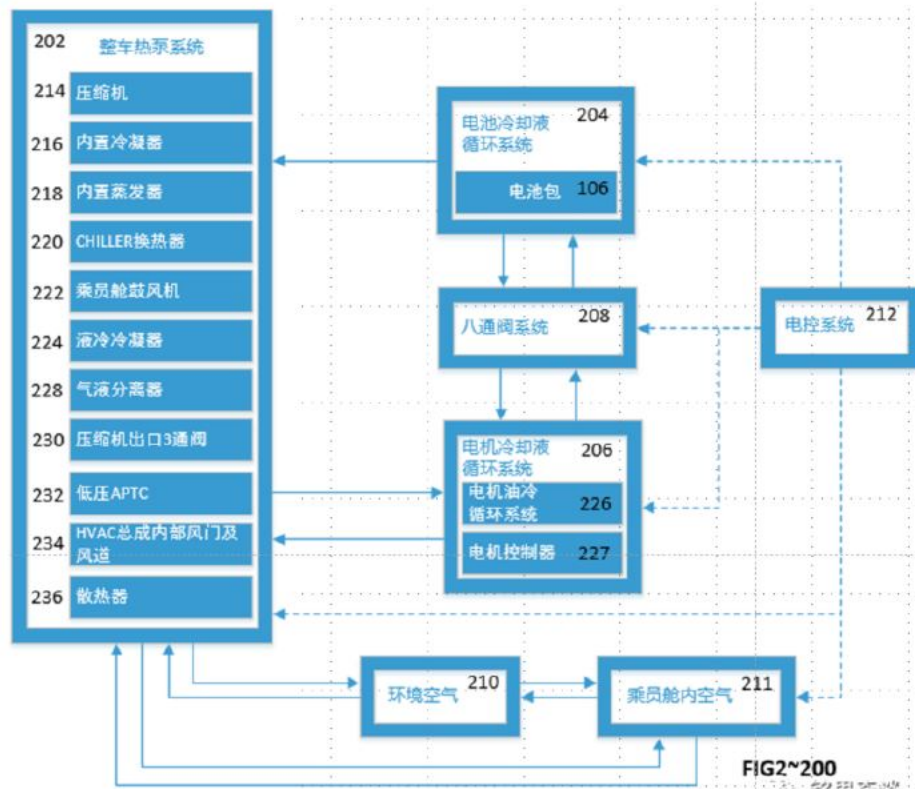 202 整车热泵系统
214 压缩机
216 内置冷凝器
218 内置蒸发器
220 CHILLER换热器
222 乘员舱鼓风机
224 液冷冷凝器
228 气液分离器
230 压缩机出口3通阀
232 低压APTC
234 HVAC总成内部风门及
风道
236 散热器
电池冷却液 204
循环系统
电池包 106
八通阀系统 208
电控系统 212
电机冷却液 206
循环系统
电机油冷 226
循环系统
电机控制器 227
环境空气 210
乘员舱内空气 211
FIG2~200